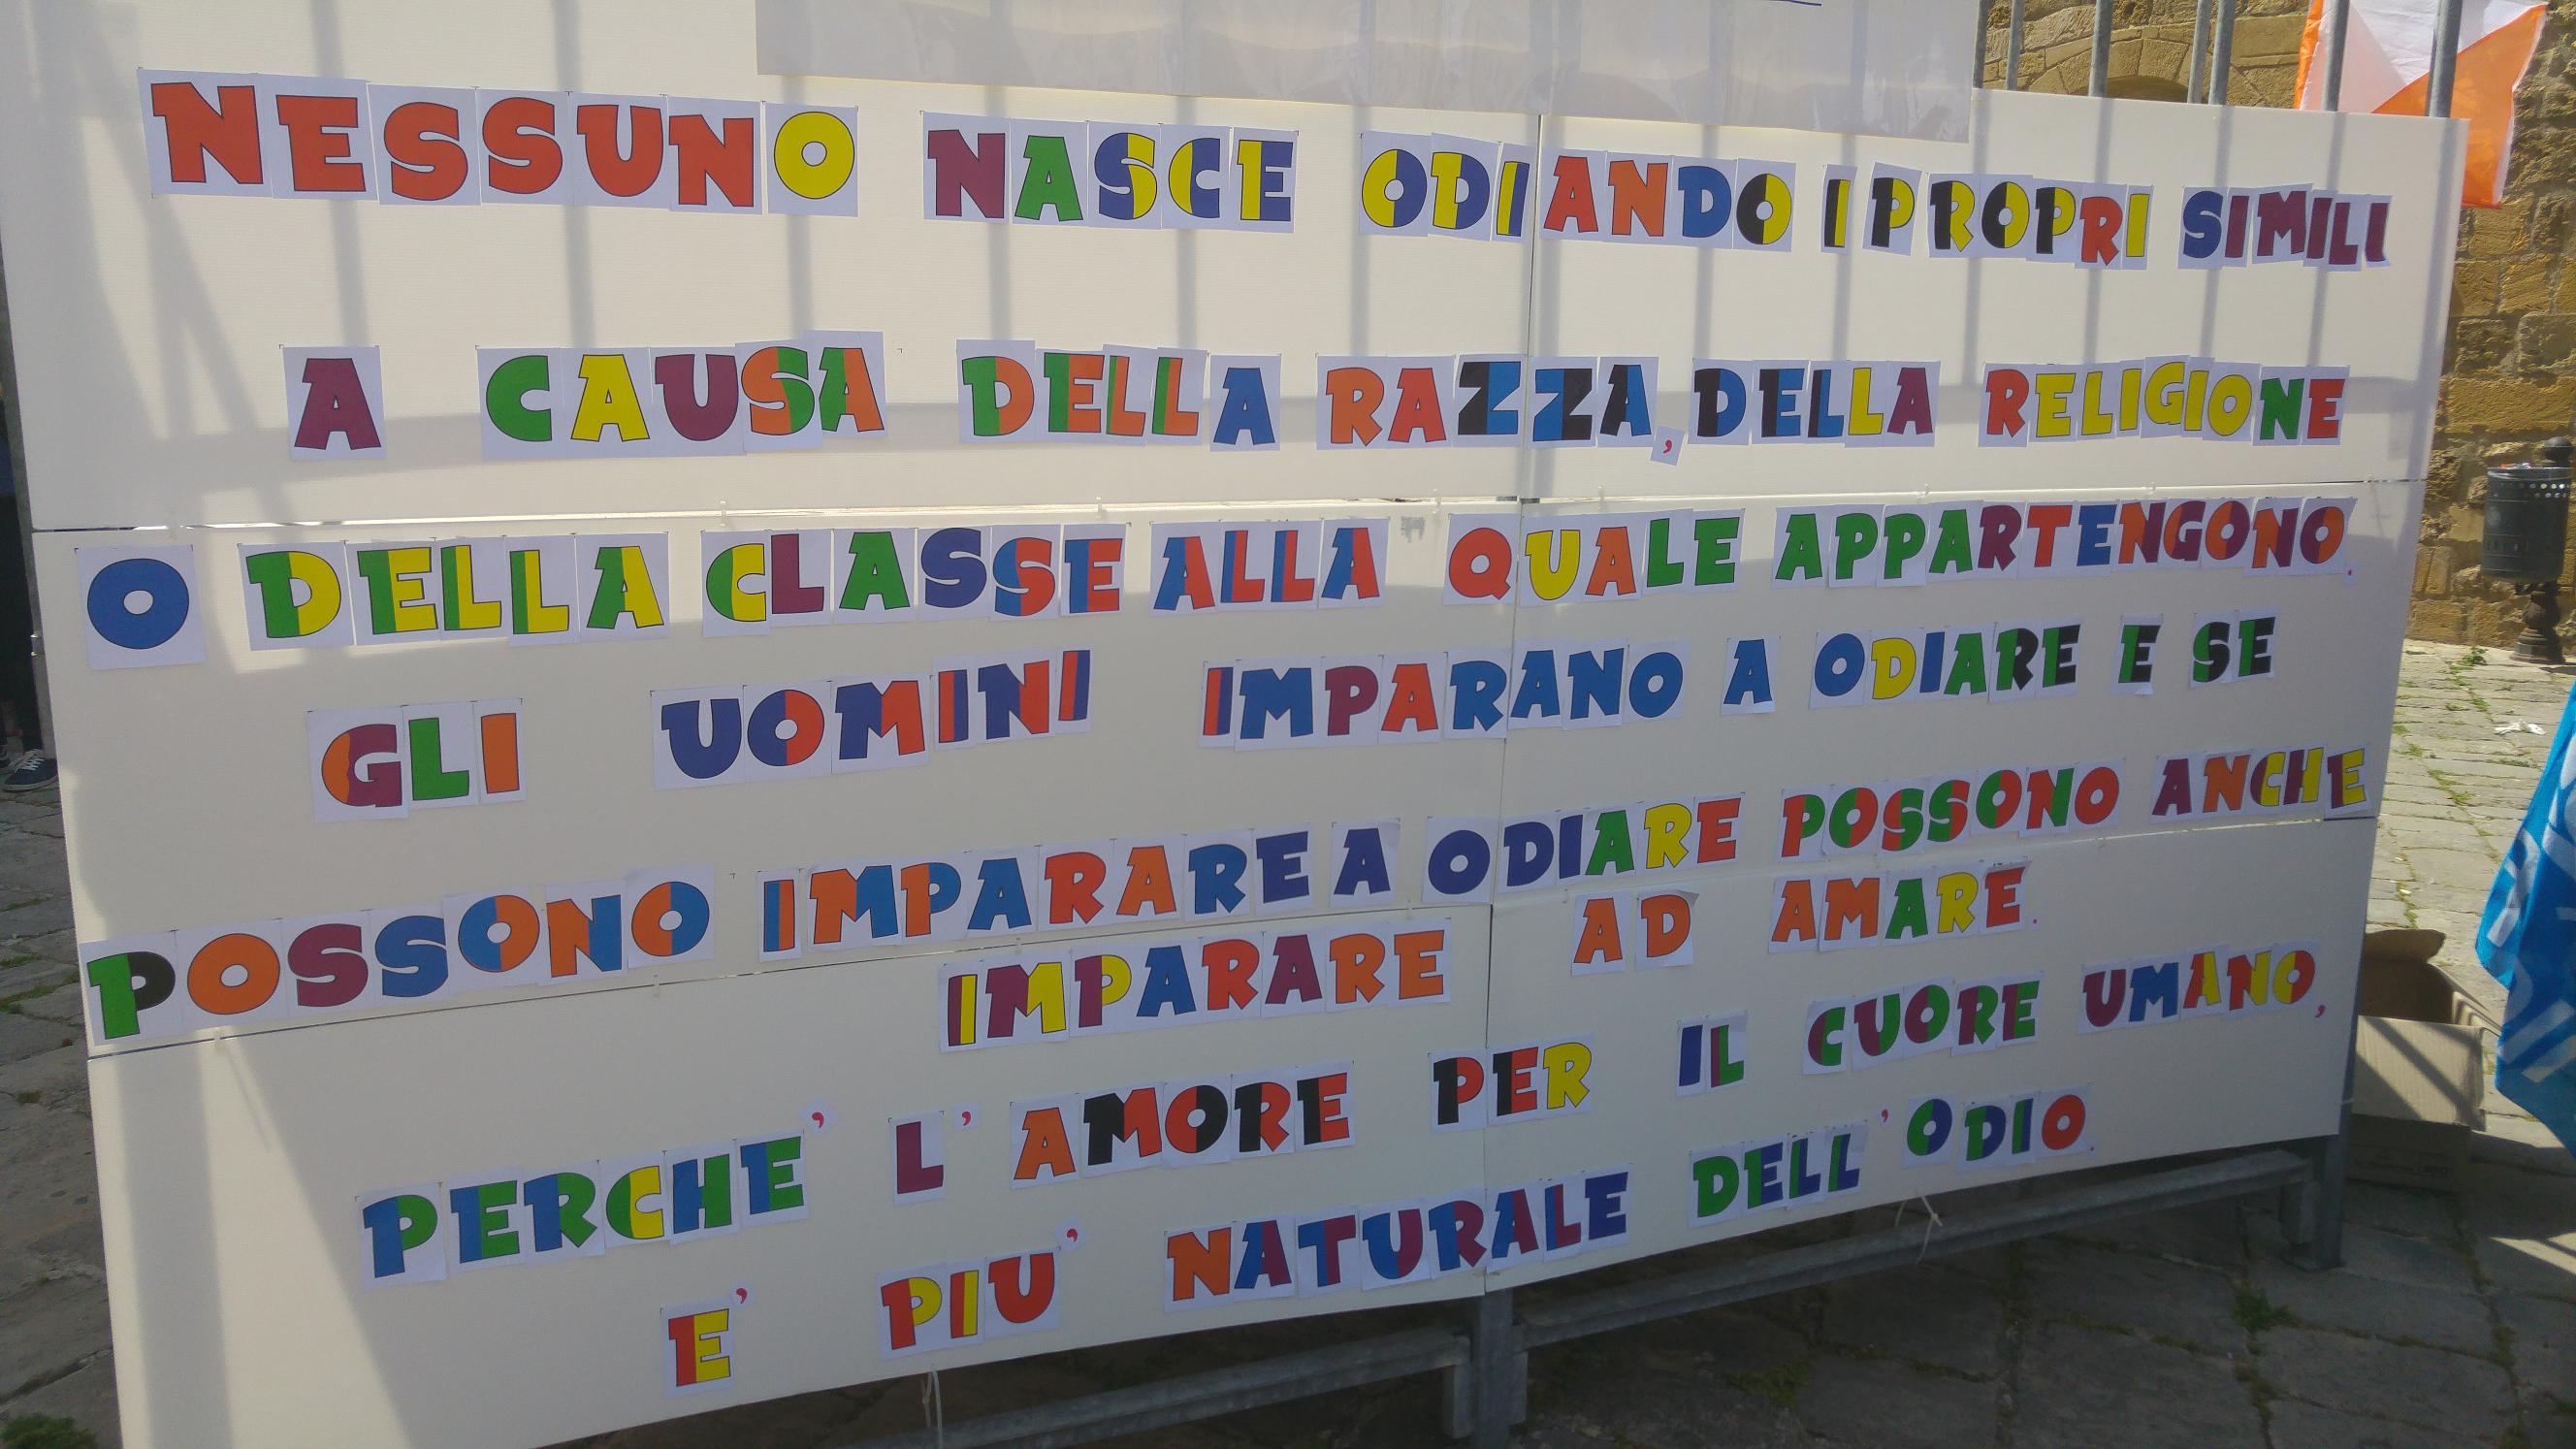 NESSUNO NASCE ODIANDO I PROPRI SIMILI
A CAUSA DELLA RAZZA, DELLA RELIGIONE
O DELLA CLASSE ALLA QUALE APPARTENGONO.
GLI UOMINI IMPARANO A ODIARE E SE
POSSONO IMPARARE A ODIARE POSSONO ANCHE
IMPARARE AD AMARE.
PERCHE' L'AMORE PER IL CUORE UMANO,
E' PIU' NATURALE DELL'ODIO.